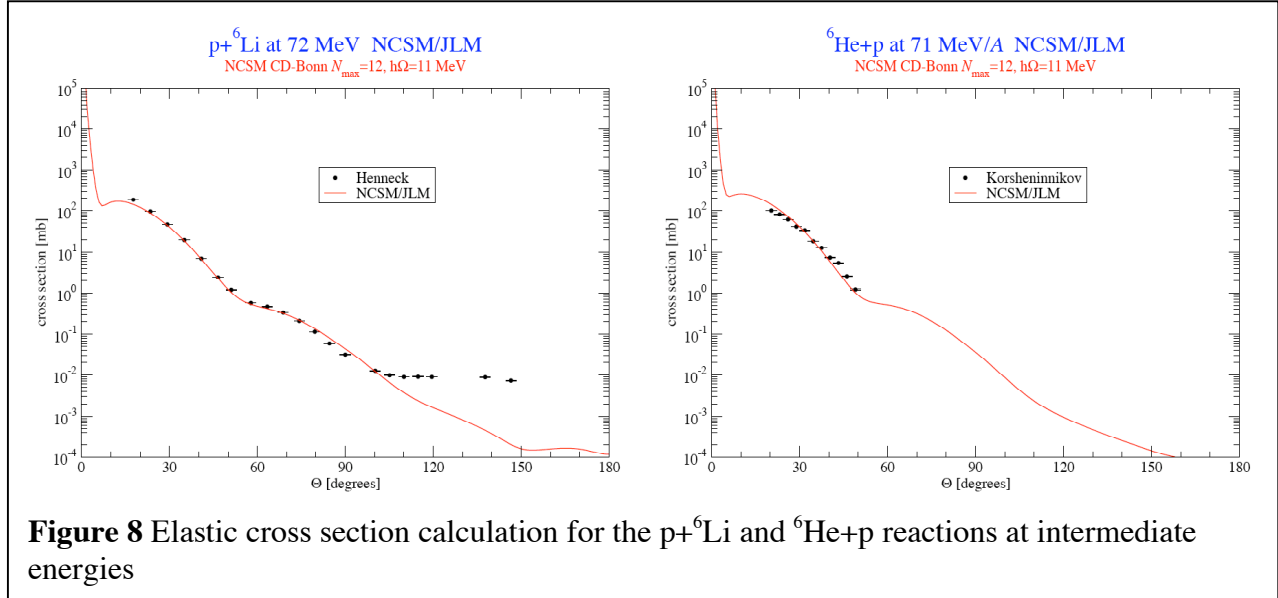 p+⁶Li at 72 MeV NCSM/JLM
NCSM CD-Bonn Nmax=12, hΩ=11 MeV
10⁵
10⁴
10³
10²
10¹
10⁰
10⁻¹
10⁻²
10⁻³
10⁻⁴
cross section [mb]
Henneck
NCSM/JLM
0 30 60 90 120 150 180
Θ [degrees]
⁶He+p at 71 MeV/A NCSM/JLM
NCSM CD-Bonn Nmax=12, hΩ=11 MeV
10⁵
10⁴
10³
10²
10¹
10⁰
10⁻¹
10⁻²
10⁻³
10⁻⁴
cross section [mb]
Korsheninnikov
NCSM/JLM
0 30 60 90 120 150 180
Θ [degrees]
Figure 8 Elastic cross section calculation for the p+⁶Li and ⁶He+p reactions at intermediate
energies